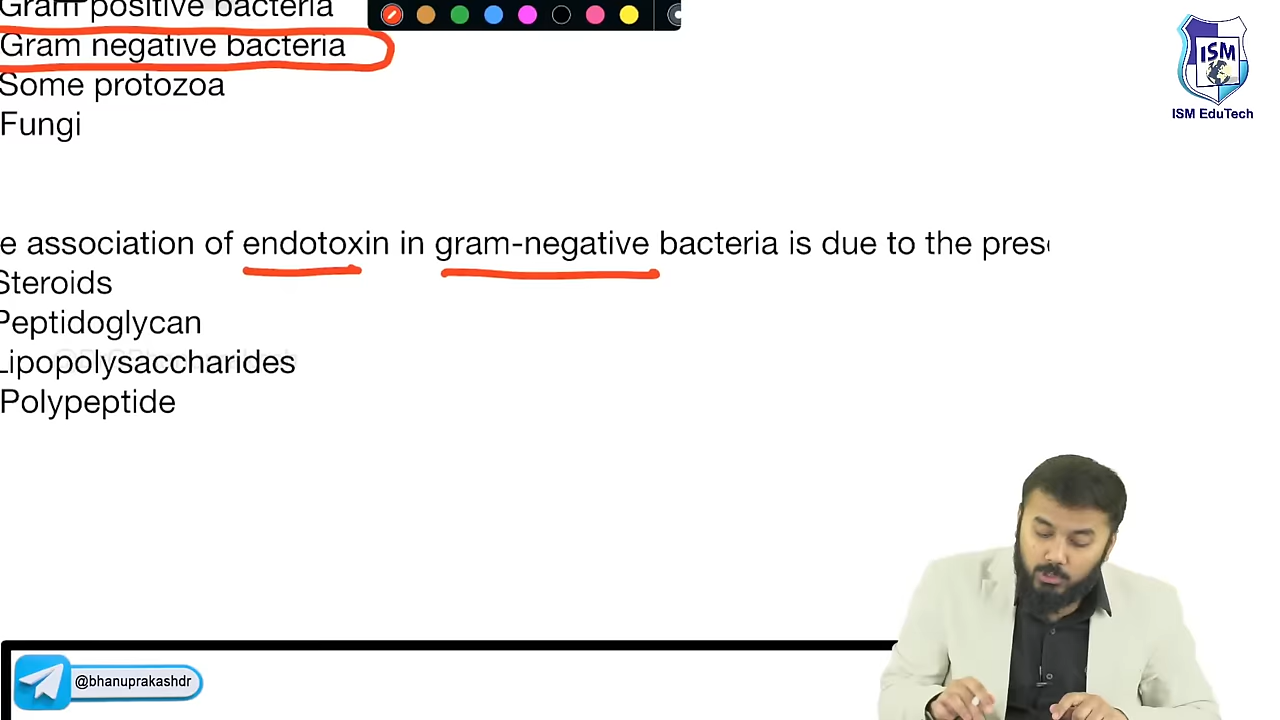 Gram positive bacteria
Gram negative bacteria
Some protozoa
Fungi
ISM
ISM EduTech
e association of endotoxin in gram-negative bacteria is due to the pres
Steroids
Peptidoglycan
Lipopolysaccharides
Polypeptide
@bhanuprakashdr